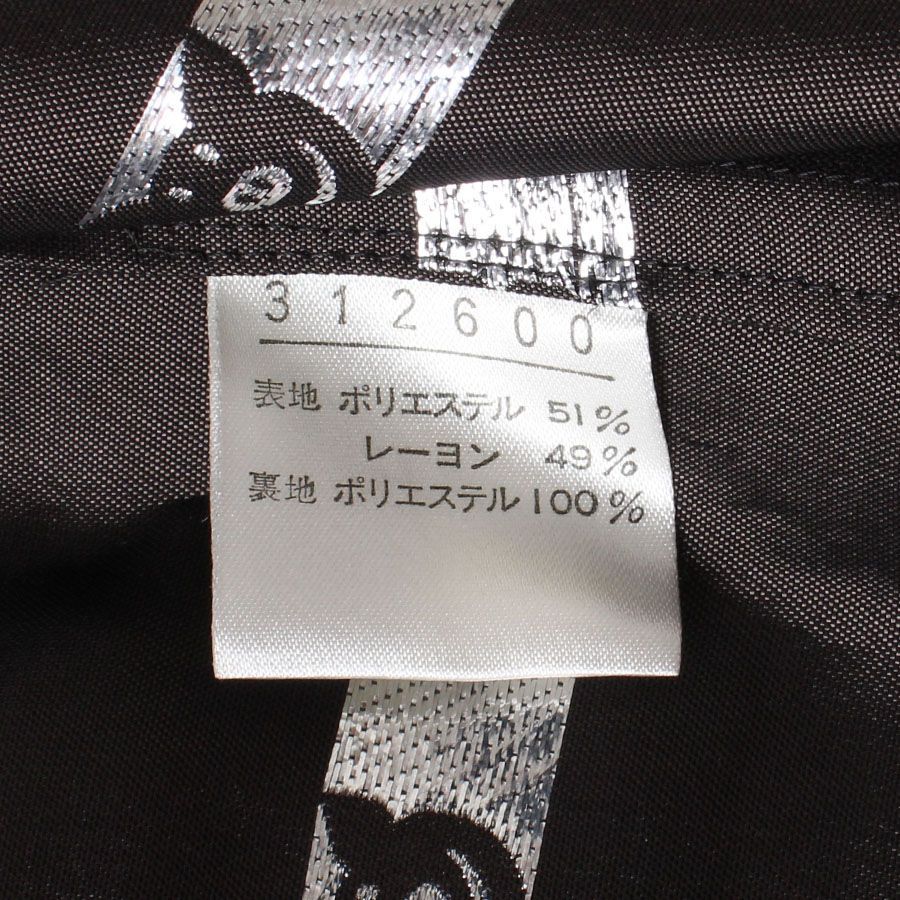 312600
表地 ポリエステル 51%
レーヨン 49%
裏地 ポリエステル 100%